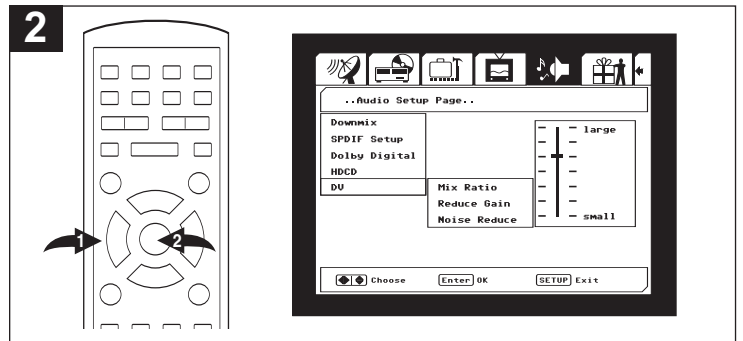 2
1
2
..Audio Setup Page..
Downmix
SPDIF Setup
Dolby Digital
HDCD
DV
Mix Ratio
Reduce Gain
Noise Reduce
large
small
Choose
Enter OK
SETUP Exit